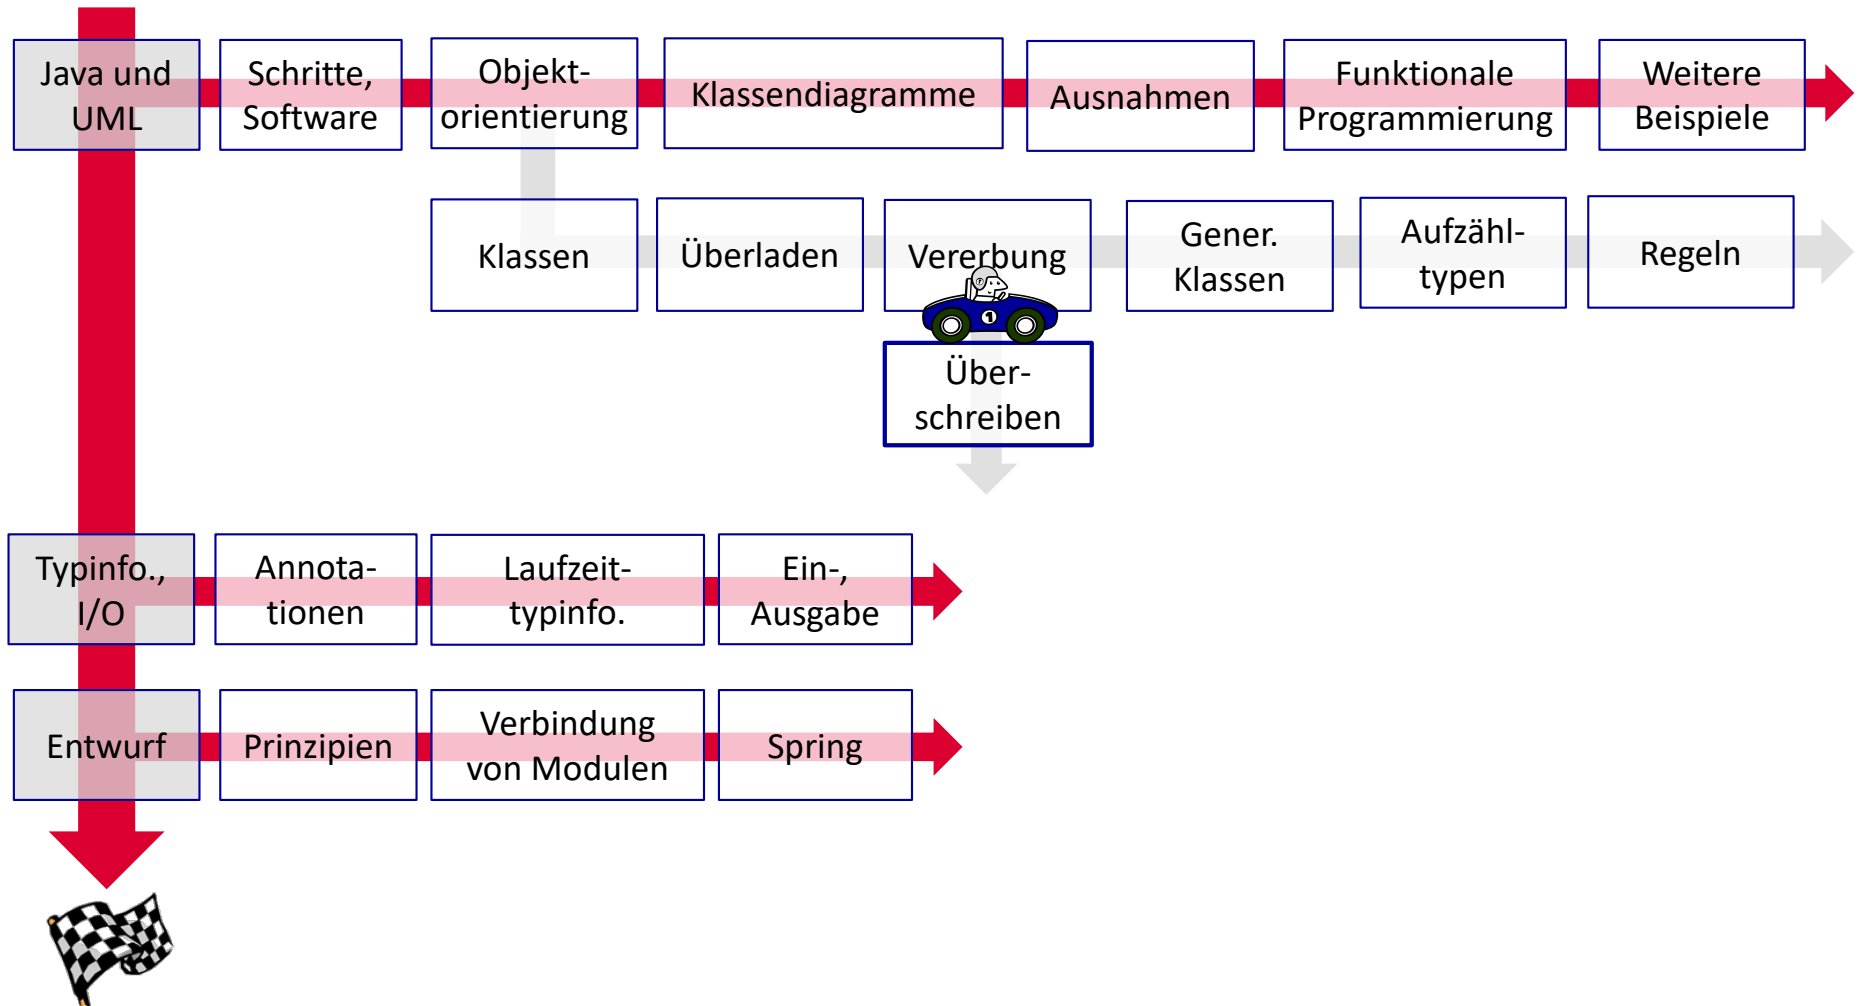 Java und
UML
Schritte,
Software
Objekt-
orientierung
Klassendiagramme
Ausnahmen
Funktionale
Programmierung
Weitere
Beispiele
Klassen
Überladen
Vererbung
Gener.
Klassen
Aufzähl-
typen
Regeln
1
Über-
schreiben
Typinfo.,
I/O
Annota-
tionen
Laufzeit-
typinfo.
Ein-,
Ausgabe
Entwurf
Prinzipien
Verbindung
von Modulen
Spring